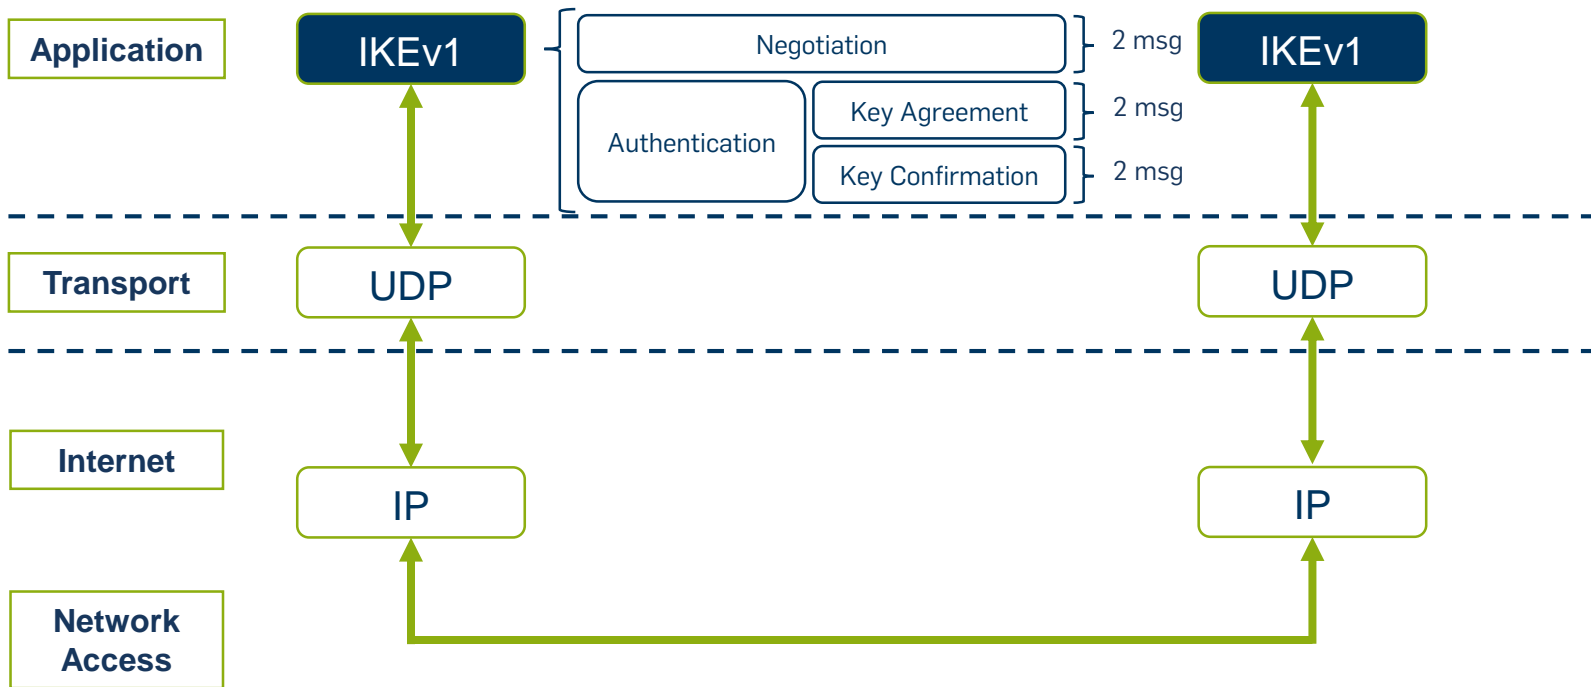 Application
IKEv1
Negotiation
2 msg
IKEv1
Authentication
Key Agreement
2 msg
Key Confirmation
2 msg
Transport
UDP
UDP
Internet
IP
IP
Network
Access